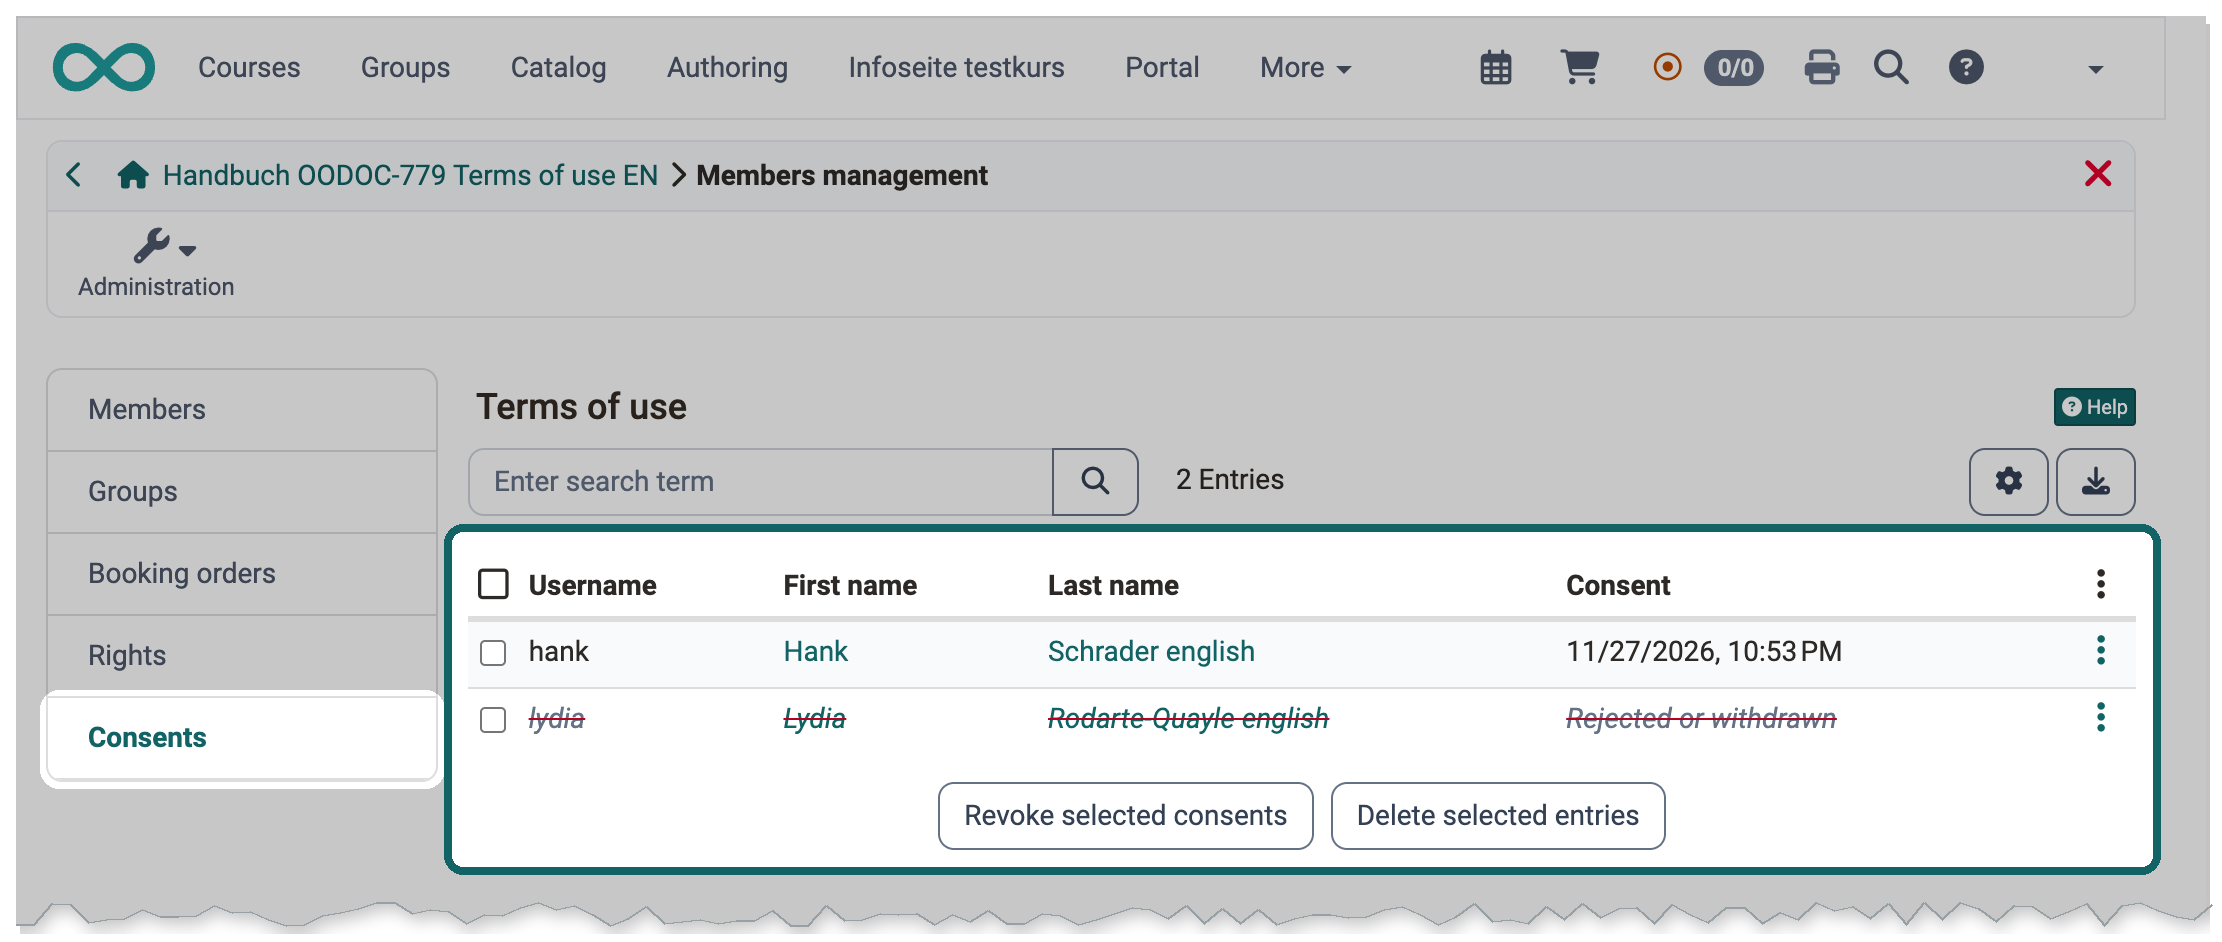 Courses Groups Catalog Authoring Infoseite testkurs Portal More 0/0 ?
Handbuch OODOC-779 Terms of use EN Members management
Administration
Members
Groups
Booking orders
Rights
Consents
Terms of use
? Help
Enter search term
2 Entries
Username First name Last name Consent
hank Hank Schrader english 11/27/2026, 10:53 PM
lydia Lydia Rodarte-Quayle english Rejected or withdrawn
Revoke selected consents Delete selected entries